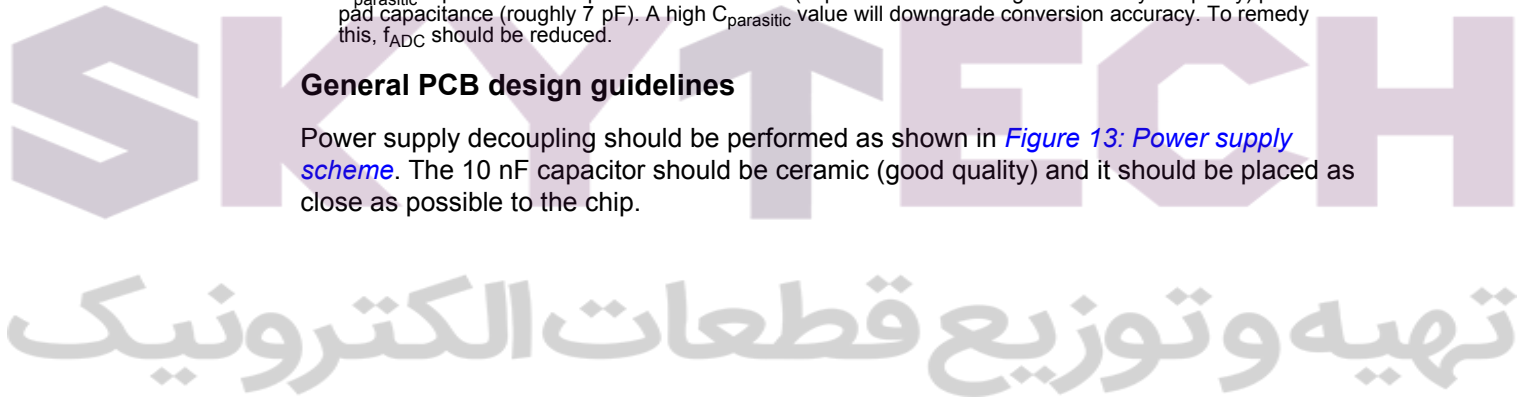 C_parasitic
pad capacitance (roughly 7 pF). A high C_parasitic value will downgrade conversion accuracy. To remedy
this, f_ADC should be reduced.
General PCB design guidelines
Power supply decoupling should be performed as shown in Figure 13: Power supply
scheme. The 10 nF capacitor should be ceramic (good quality) and it should be placed as
close as possible to the chip.
SKYTECH
تهیه و توزیع قطعات الکترونیک